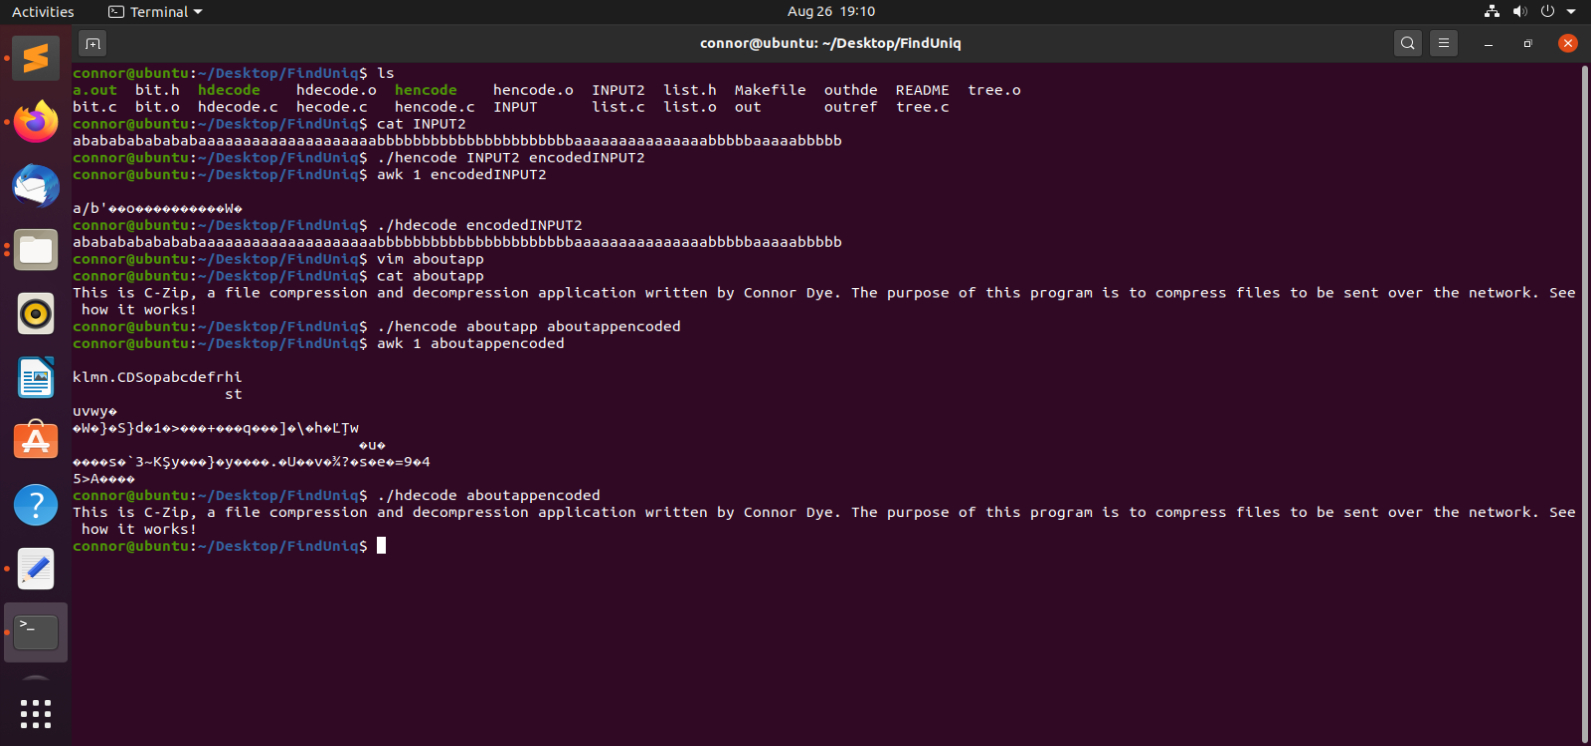 Activities Terminal Aug 26 19:10
connor@ubuntu: ~/Desktop/FindUniq
connor@ubuntu:~/Desktop/FindUniq$ ls
a.out bit.h hdecode hdecode.o hencode hencode.o INPUT2 list.h Makefile outhde README tree.o
bit.c bit.o hdecode.c hecode.c hencode.c INPUT list.c list.o out outref tree.c
connor@ubuntu:~/Desktop/FindUniq$ cat INPUT2
abababababababaaaaaaaaaaaaaaaaaaaabbbbbbbbbbbbbbbbbbbbbbaaaaaaaaaaaaaaabbbbbaaaaabbbbb
connor@ubuntu:~/Desktop/FindUniq$ ./hencode INPUT2 encodedINPUT2
connor@ubuntu:~/Desktop/FindUniq$ awk 1 encodedINPUT2
a/b'��o����������W�
connor@ubuntu:~/Desktop/FindUniq$ ./hdecode encodedINPUT2
abababababababaaaaaaaaaaaaaaaaaaaabbbbbbbbbbbbbbbbbbbbbbaaaaaaaaaaaaaaabbbbbaaaaabbbbb
connor@ubuntu:~/Desktop/FindUniq$ vim aboutapp
connor@ubuntu:~/Desktop/FindUniq$ cat aboutapp
This is C-Zip, a file compression and decompression application written by Connor Dye. The purpose of this program is to compress files to be sent over the network. See
how it works!
connor@ubuntu:~/Desktop/FindUniq$ ./hencode aboutapp aboutappencoded
connor@ubuntu:~/Desktop/FindUniq$ awk 1 aboutappencoded
klmn.CDSopabcdefrhi
st
uvwy�
�W�}�S}d�1�>���+���q���]�\�h�ĽŢw
�u�
����s�`3~KŞy���}�y����.�U��v�¾?�s�e�=9�4
5>A����
connor@ubuntu:~/Desktop/FindUniq$ ./hdecode aboutappencoded
This is C-Zip, a file compression and decompression application written by Connor Dye. The purpose of this program is to compress files to be sent over the network. See
how it works!
connor@ubuntu:~/Desktop/FindUniq$